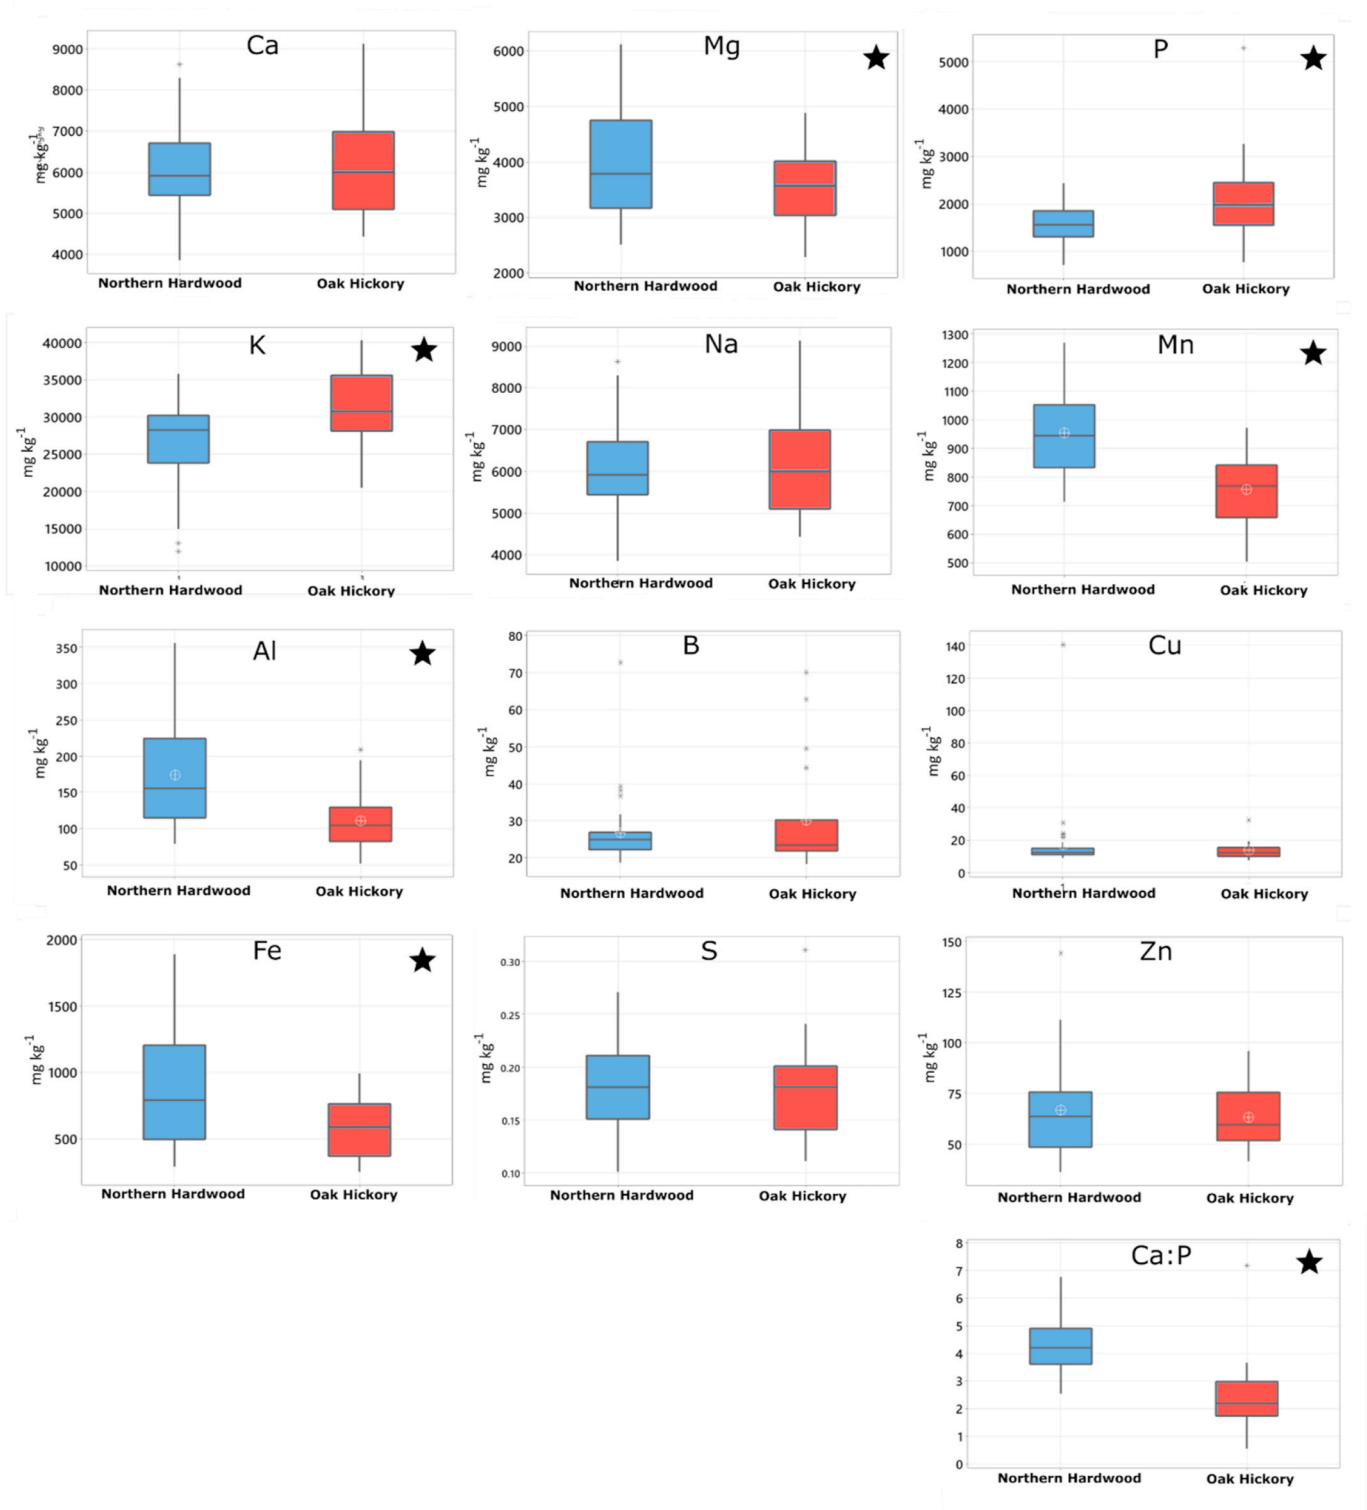 Ca
9000
8000
7000
6000
5000
4000
mg kg-1
Northern Hardwood Oak Hickory
Mg
6000
5000
4000
3000
2000
mg kg-1
Northern Hardwood Oak Hickory
P
5000
4000
3000
2000
1000
mg kg-1
Northern Hardwood Oak Hickory
K
40000
35000
30000
25000
20000
15000
10000
mg kg-1
Northern Hardwood Oak Hickory
Na
9000
8000
7000
6000
5000
4000
mg kg-1
Northern Hardwood Oak Hickory
Mn
1300
1200
1100
1000
900
800
700
600
500
mg kg-1
Northern Hardwood Oak Hickory
Al
350
300
250
200
150
100
50
mg kg-1
Northern Hardwood Oak Hickory
B
80
70
60
50
40
30
20
mg kg-1
Northern Hardwood Oak Hickory
Cu
140
120
100
80
60
40
20
0
mg kg-1
Northern Hardwood Oak Hickory
Fe
2000
1500
1000
500
mg kg-1
Northern Hardwood Oak Hickory
S
0.30
0.25
0.20
0.15
0.10
mg kg-1
Northern Hardwood Oak Hickory
Zn
150
125
100
75
50
mg kg-1
Northern Hardwood Oak Hickory
Ca:P
8
7
6
5
4
3
2
1
0
Northern Hardwood Oak Hickory